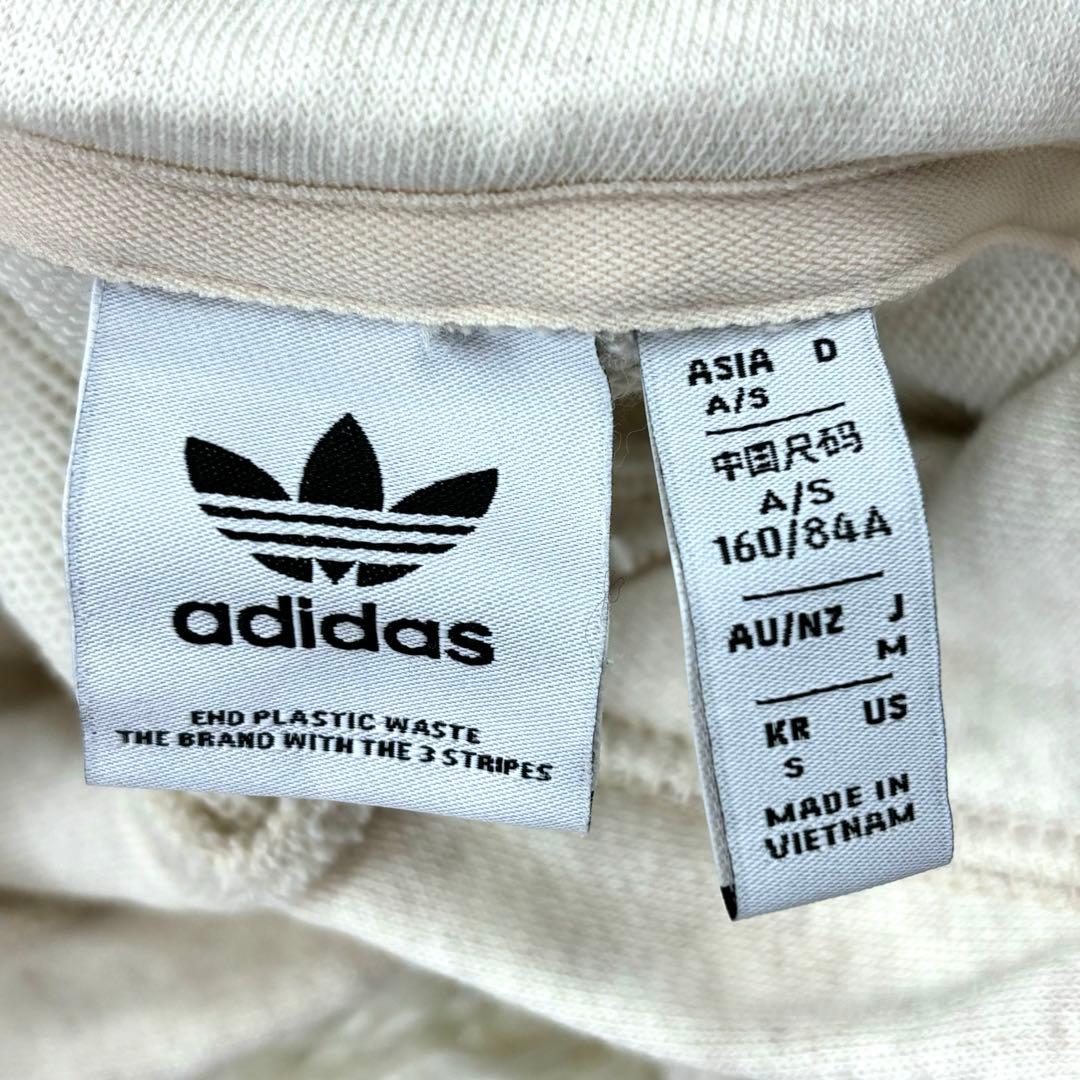 adidas
END PLASTIC WASTE
THE BRAND WITH THE 3 STRIPES
ASIA D
A/S
中国尺码
A/S
160/84A
AU/NZ J
M
KR US
S
MADE IN
VIETNAM